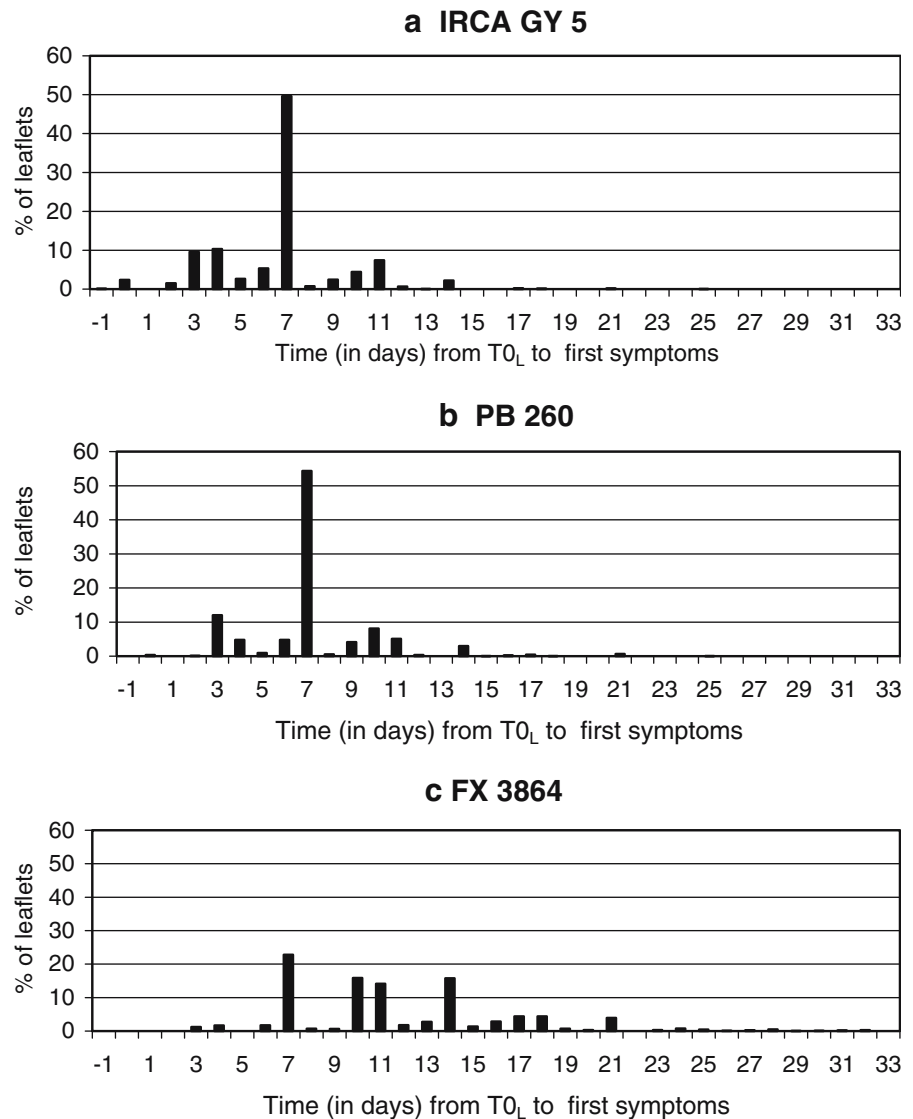 a IRCA GY 5
60
50
40
30
20
10
0
% of leaflets
-1 1 3 5 7 9 11 13 15 17 19 21 23 25 27 29 31 33
Time (in days) from T0L to first symptoms
b PB 260
60
50
40
30
20
10
0
% of leaflets
-1 1 3 5 7 9 11 13 15 17 19 21 23 25 27 29 31 33
Time (in days) from T0L to first symptoms
c FX 3864
60
50
40
30
20
10
0
% of leaflets
-1 1 3 5 7 9 11 13 15 17 19 21 23 25 27 29 31 33
Time (in days) from T0L to first symptoms